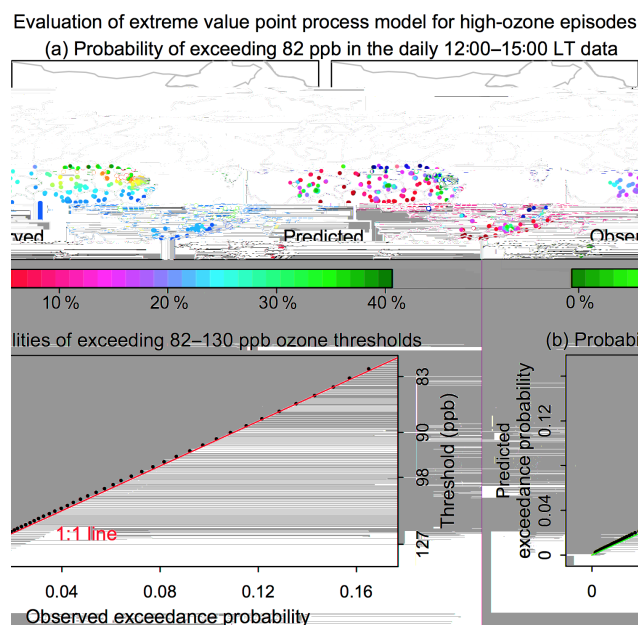 Evaluation of extreme value point process model for high-ozone episodes
(a) Probability of exceeding 82 ppb in the daily 12:00–15:00 LT data
rved
Predicted
Obser
10 %
20 %
30 %
40 %
0 %
lities of exceeding 82–130 ppb ozone thresholds
(b) Probabi
83
90
98
127
Threshold (ppb)
Predicted
exceedance probability
0.12
0.04
0
1:1 line
0.04
0.08
0.12
0.16
0
Observed exceedance probability